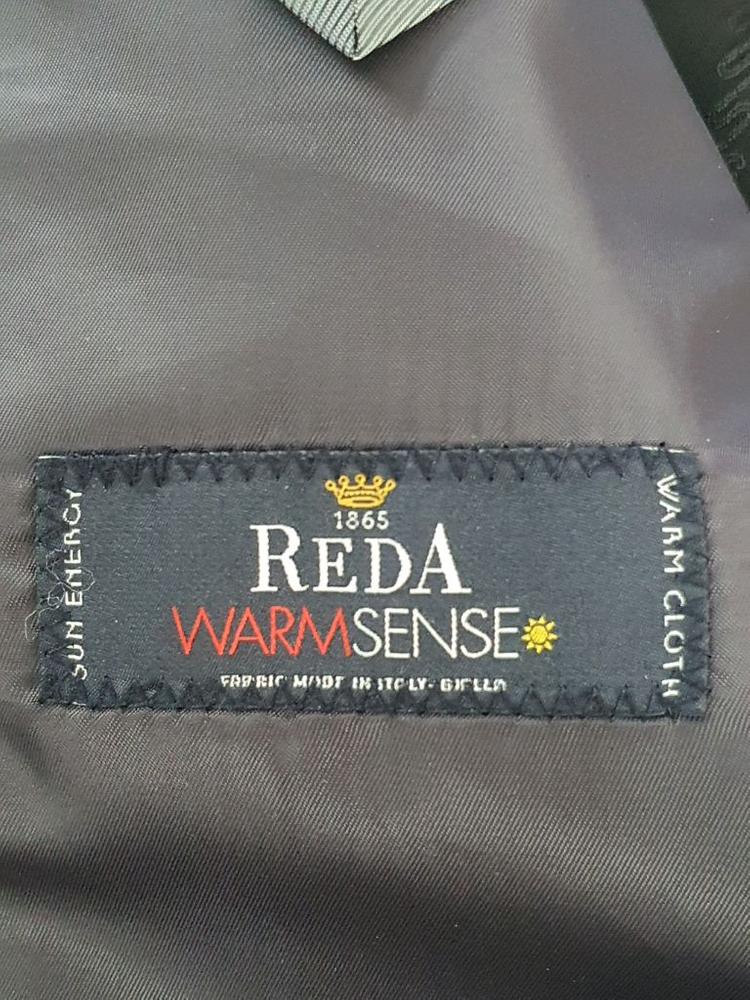 1865
REDA
WARMSENSE
FABRIC MADE IN ITALY- BIELLA
SUN ENERGY
WARM CLOTH